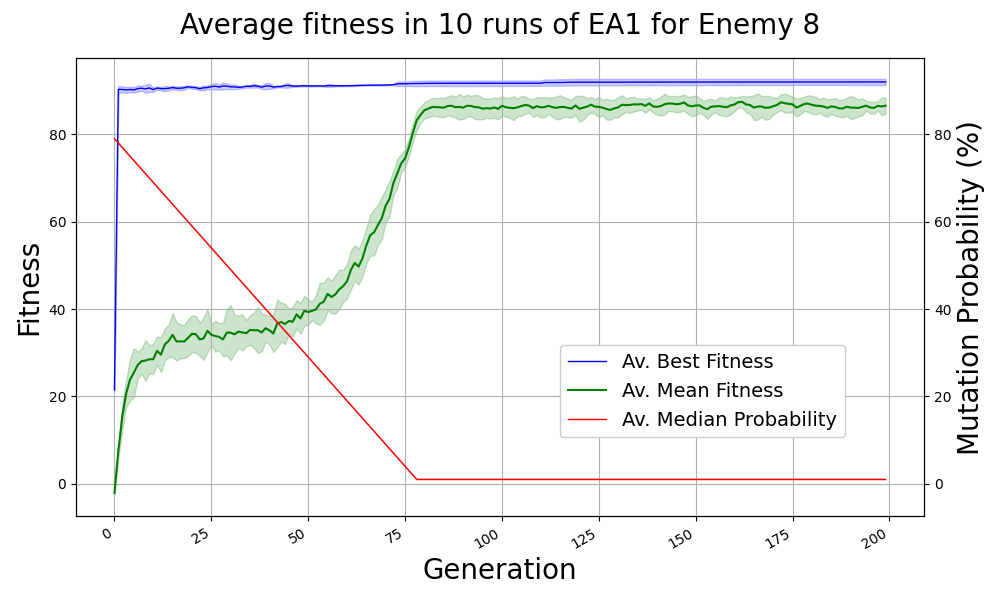 Average fitness in 10 runs of EA1 for Enemy 8
Fitness
80
60
40
20
0
80
60
40
20
0
Mutation Probability (%)
Av. Best Fitness
Av. Mean Fitness
Av. Median Probability
0
25
50
75
100
125
150
175
200
Generation